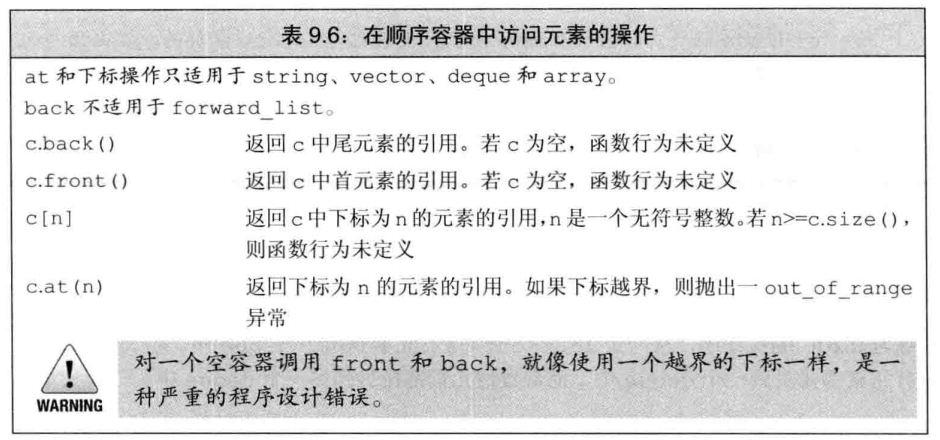 表 9.6：在顺序容器中访问元素的操作
at 和下标操作只适用于 string、vector、deque 和 array。
back 不适用于 forward_list。
c.back() 返回 c 中尾元素的引用。若 c 为空，函数行为未定义
c.front() 返回 c 中首元素的引用。若 c 为空，函数行为未定义
c[n] 返回 c 中下标为 n 的元素的引用，n 是一个无符号整数。若 n>=c.size()，
则函数行为未定义
c.at(n) 返回下标为 n 的元素的引用。如果下标越界，则抛出一 out_of_range
异常
对一个空容器调用 front 和 back，就像使用一个越界的下标一样，是一
WARNING 种严重的程序设计错误。